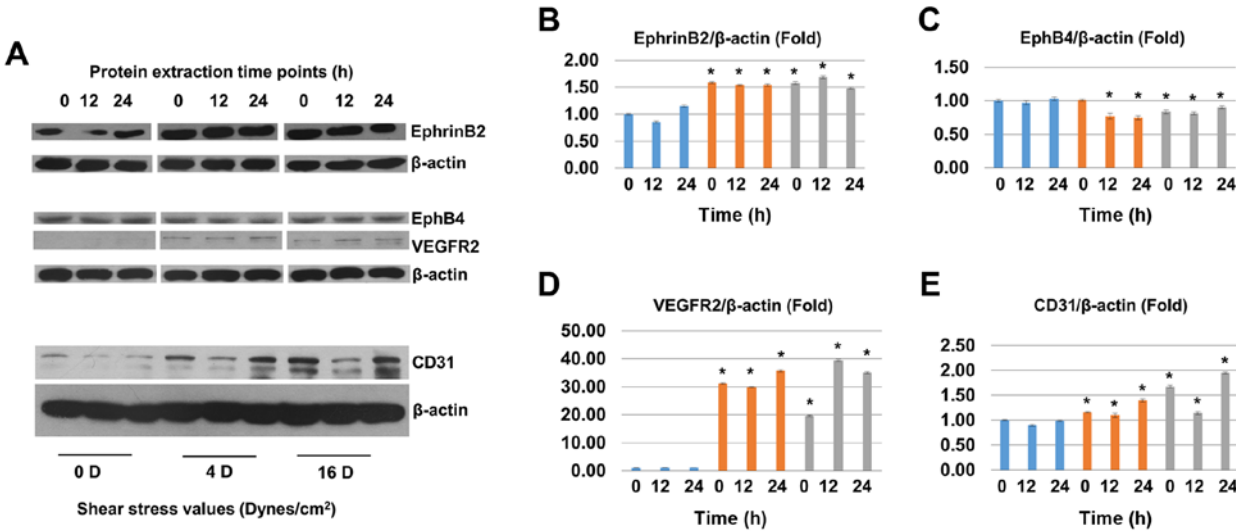 A
Protein extraction time points (h)
0 12 24 0 12 24 0 12 24
EphrinB2
β-actin
EphB4
VEGFR2
β-actin
CD31
β-actin
0 D 4 D 16 D
Shear stress values (Dynes/cm²)
B
EphrinB2/β-actin (Fold)
2.00
* * * * * *
1.50
1.00
0.50
0.00
0 12 24 0 12 24 0 12 24
Time (h)
C
EphB4/β-actin (Fold)
1.50
* * * * *
1.00
0.50
0.00
0 12 24 0 12 24 0 12 24
Time (h)
D
VEGFR2/β-actin (Fold)
50.00
* * * * * *
40.00
30.00
20.00
10.00
0.00
0 12 24 0 12 24 0 12 24
Time (h)
E
CD31/β-actin (Fold)
2.50
* * * * * *
2.00
1.50
1.00
0.50
0.00
0 12 24 0 12 24 0 12 24
Time (h)